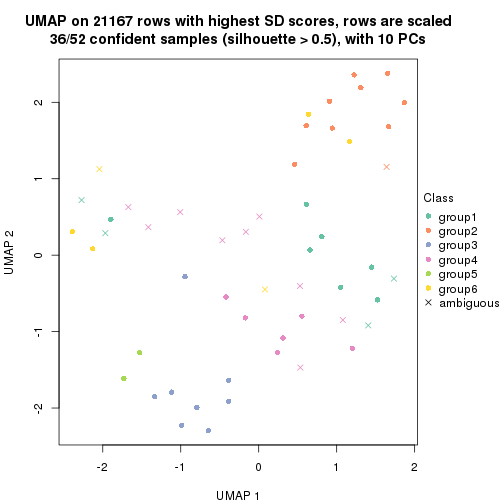 UMAP on 21167 rows with highest SD scores, rows are scaled
36/52 confident samples (silhouette > 0.5), with 10 PCs
UMAP 2
2
1
0
-1
-2
-2
-1
0
1
2
UMAP 1
Class
group1
group2
group3
group4
group5
group6
ambiguous